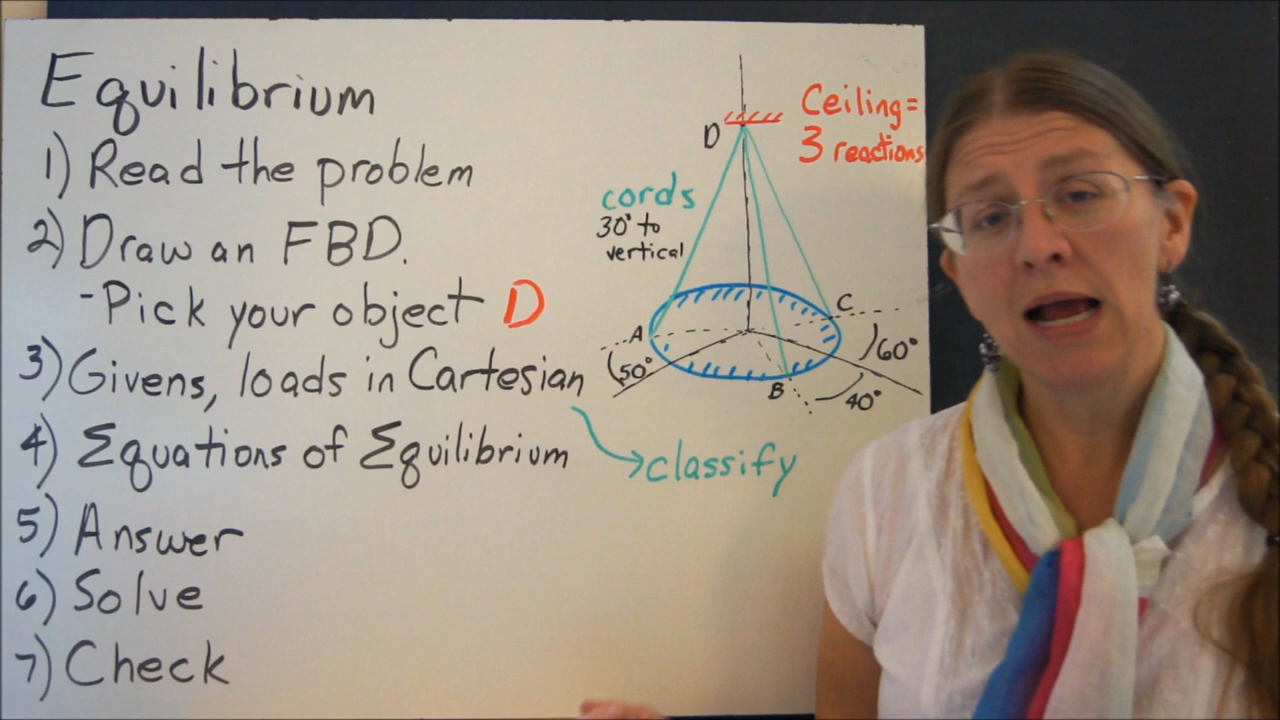 Equilibrium
1) Read the problem
2) Draw an FBD.
- Pick your object D
3) Givens, loads in Cartesian
4) Equations of Equilibrium
classify
5) Answer
6) Solve
7) Check
Ceiling =
3 reactions
D
cords
30° to
vertical
A
C
50°
60°
B
40°